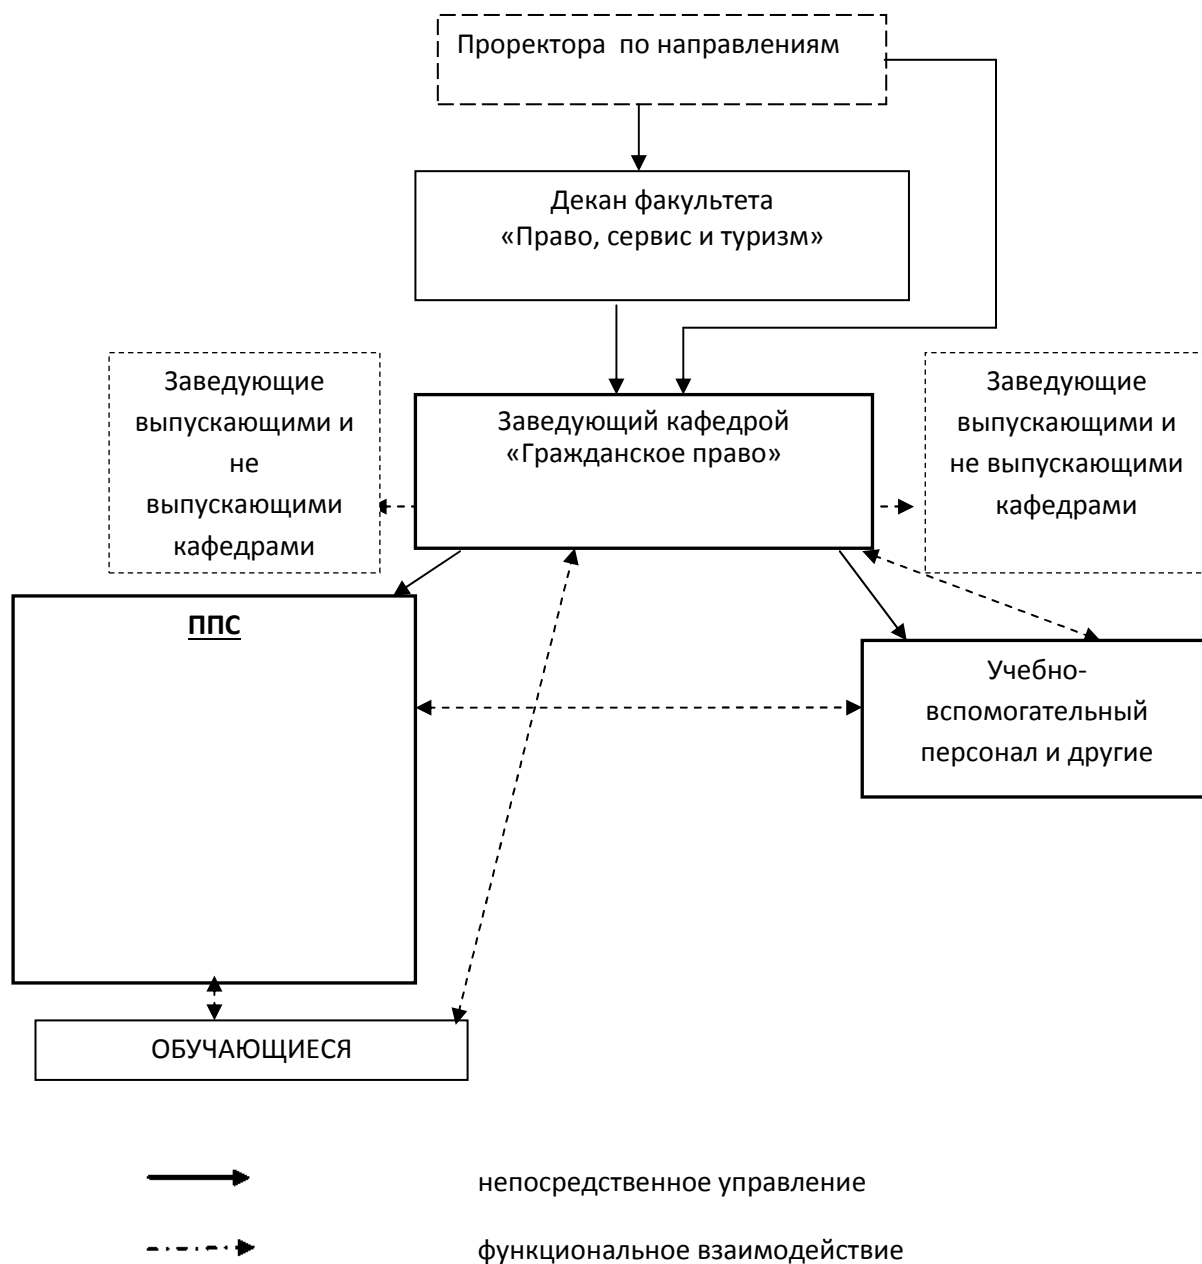 Проректора по направлениям
Декан факультета
«Право, сервис и туризм»
Заведующие
выпускающими и
не
выпускающими
кафедрами
Заведующий кафедрой
«Гражданское право»
Заведующие
выпускающими и
не выпускающими
кафедрами
ППС
Учебно-
вспомогательный
персонал и другие
ОБУЧАЮЩИЕСЯ
непосредственное управление
функциональное взаимодействие